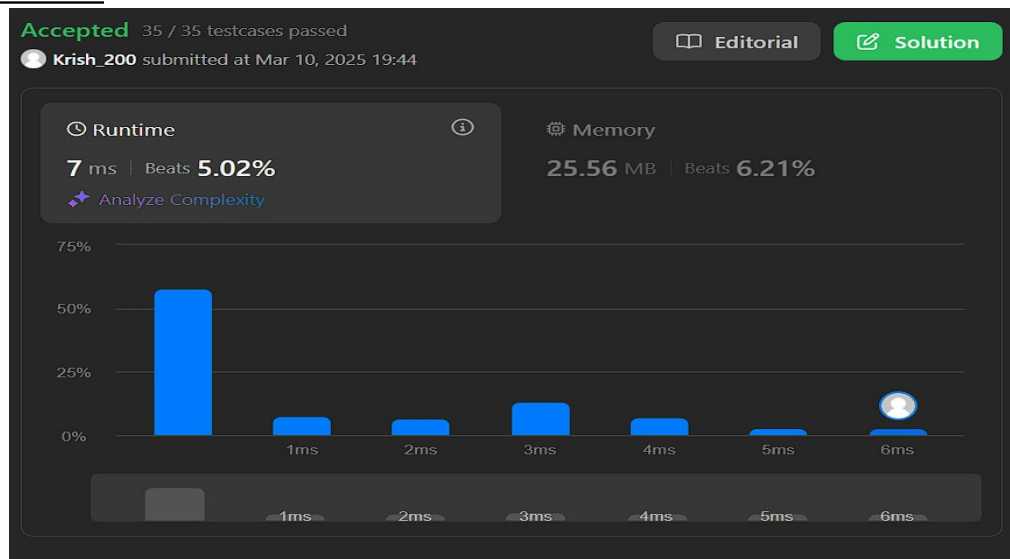 Accepted 35 / 35 testcases passed
Editorial
Solution
Krish_200 submitted at Mar 10, 2025 19:44
Runtime
7 ms | Beats 5.02%
Analyze Complexity
Memory
25.56 MB | Beats 6.21%
75%
50%
25%
0%
1ms 2ms 3ms 4ms 5ms 6ms
1ms 2ms 3ms 4ms 5ms 6ms